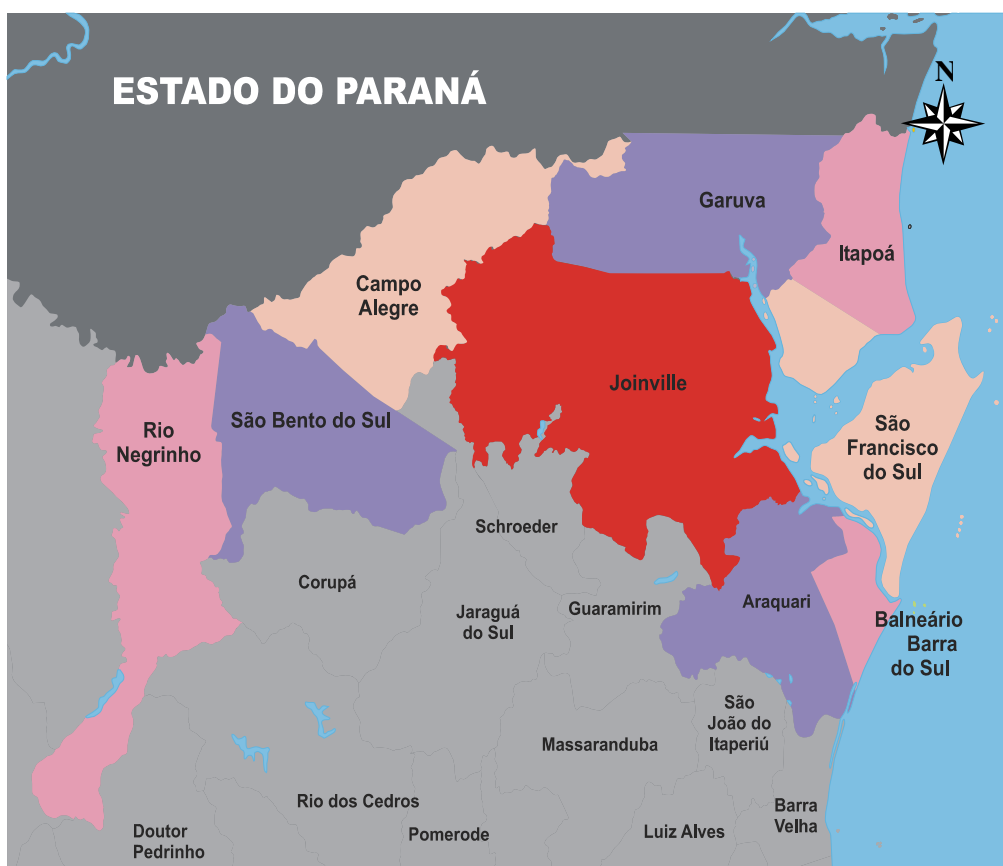 N
ESTADO DO PARANÁ
Garuva
Itapoá
Campo
Alegre
Joinville
São Bento do Sul
Rio
Negrinho
São
Francisco
do Sul
Schroeder
Corupá
Jaraguá
do Sul
Guaramirim
Araquari
Balneário
Barra
do Sul
São
João do
Itaperiú
Massaranduba
Rio dos Cedros
Doutor
Pedrinho
Pomerode
Luiz Alves
Barra
Velha